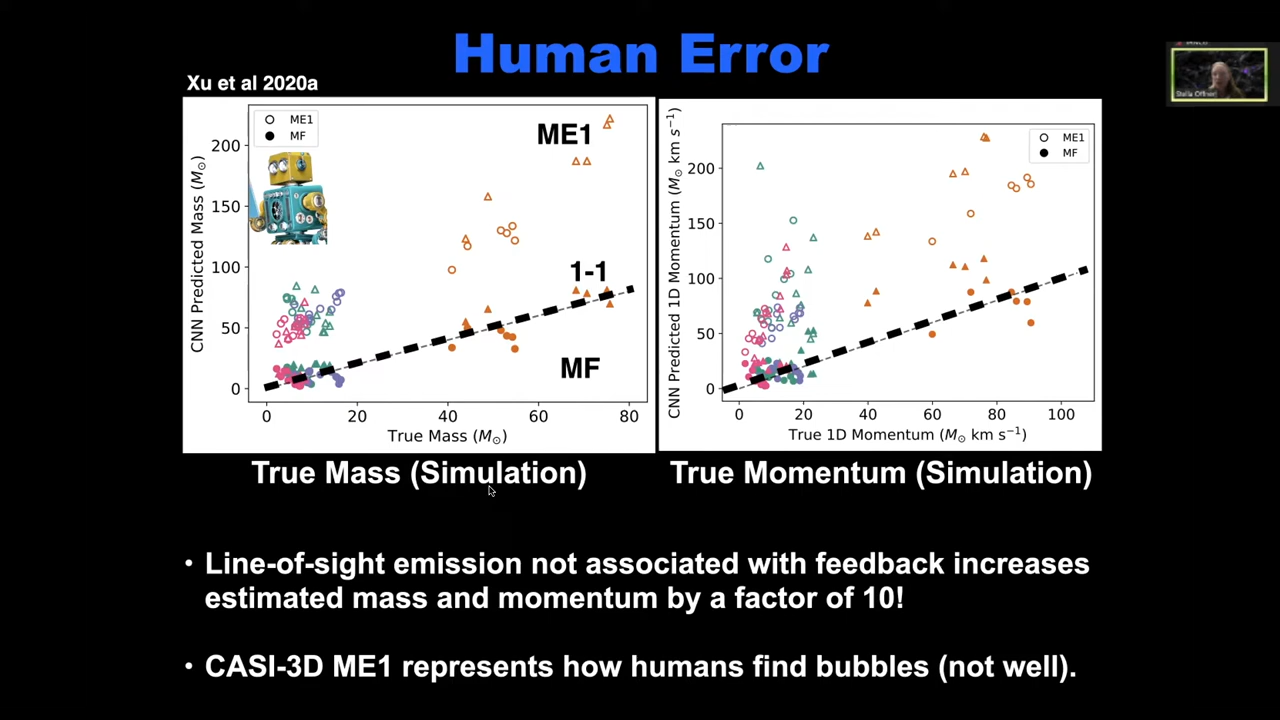 Human Error
Xu et al 2020a
ME1
MF
ME1
1-1
MF
CNN Predicted Mass (M⊙)
200
150
100
50
0
0
20
40
60
80
True Mass (M⊙)
True Mass (Simulation)
ME1
MF
CNN Predicted 1D Momentum (M⊙ km s⁻¹)
200
150
100
50
0
0
20
40
60
80
100
True 1D Momentum (M⊙ km s⁻¹)
True Momentum (Simulation)
• Line-of-sight emission not associated with feedback increases
estimated mass and momentum by a factor of 10!
• CASI-3D ME1 represents how humans find bubbles (not well).